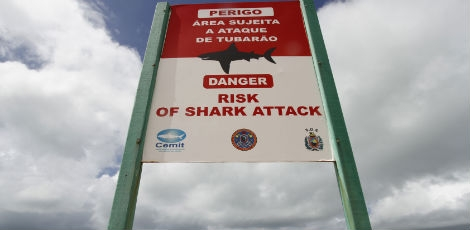 PERIGO
ÁREA SUJEITA
A ATAQUE
DE TUBARÃO
DANGER
RISK
OF SHARK ATTACK
Cemit